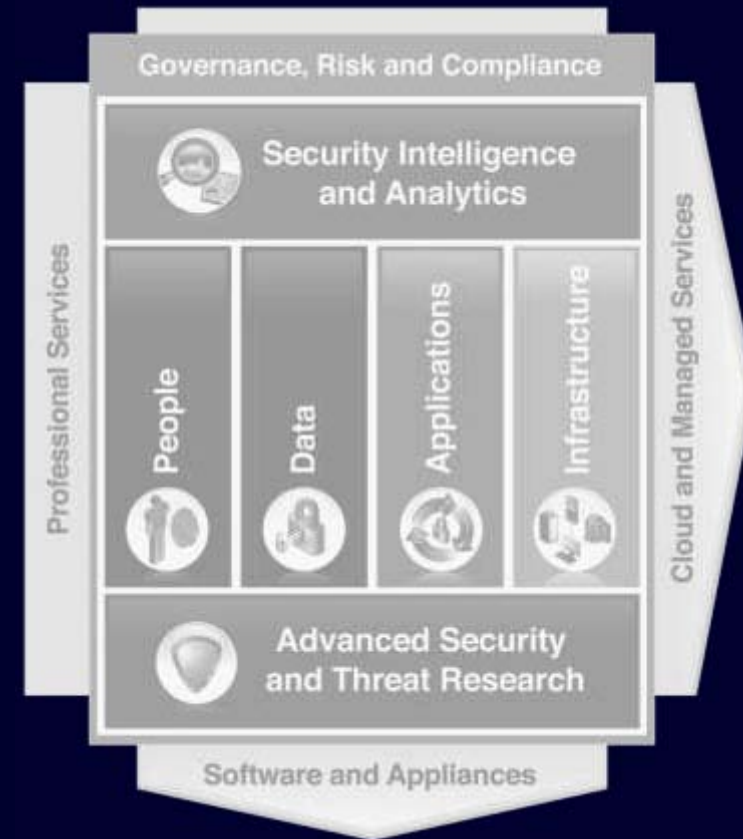 Governance, Risk and Compliance
Security Intelligence
and Analytics
Professional Services
People
Data
Applications
Infrastructure
Cloud and Managed Services
Advanced Security
and Threat Research
Software and Appliances